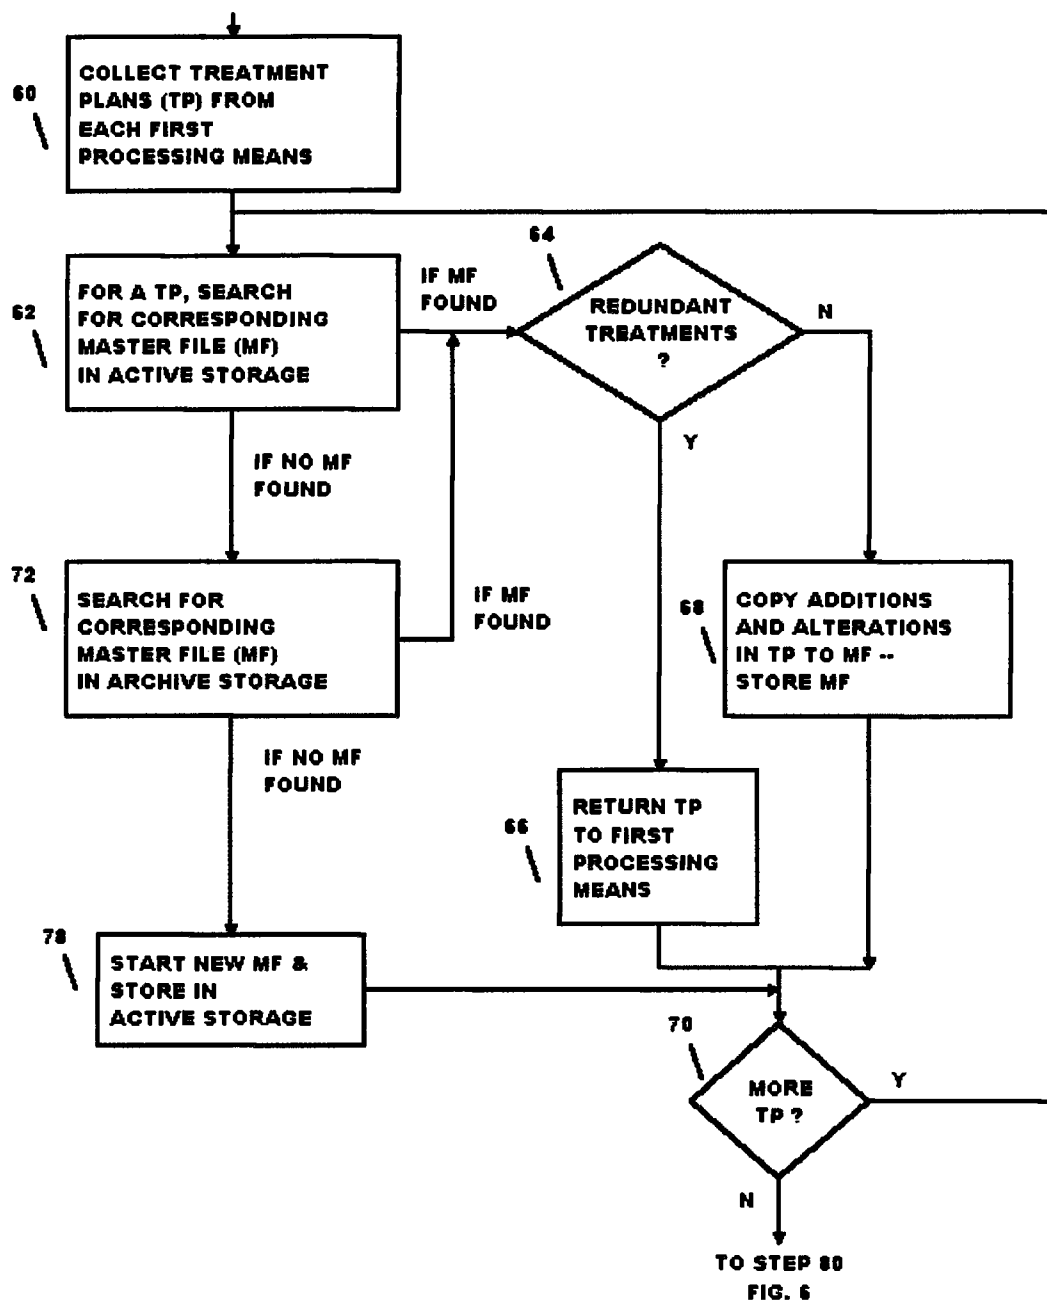 60
COLLECT TREATMENT
PLANS (TP) FROM
EACH FIRST
PROCESSING MEANS
62
FOR A TP, SEARCH
FOR CORRESPONDING
MASTER FILE (MF)
IN ACTIVE STORAGE
IF MF
FOUND
64
REDUNDANT
TREATMENTS
?
N
Y
IF NO MF
FOUND
72
SEARCH FOR
CORRESPONDING
MASTER FILE (MF)
IN ARCHIVE STORAGE
IF MF
FOUND
68
COPY ADDITIONS
AND ALTERATIONS
IN TP TO MF --
STORE MF
IF NO MF
FOUND
66
RETURN TP
TO FIRST
PROCESSING
MEANS
78
START NEW MF &
STORE IN
ACTIVE STORAGE
70
MORE
TP ?
Y
N
TO STEP 80
FIG. 6